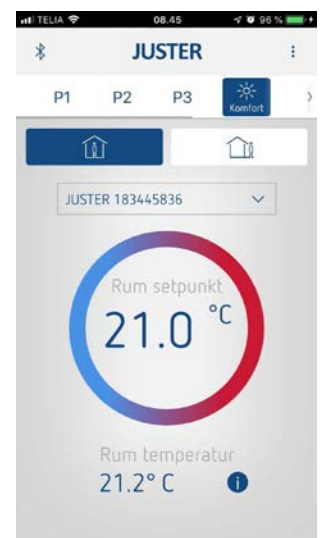 TELIA 08.45 96 %
JUSTER
P1 P2 P3 Komfort
JUSTER 183445836
Rum setpunkt
21.0 °C
Rum temperatur
21.2° C